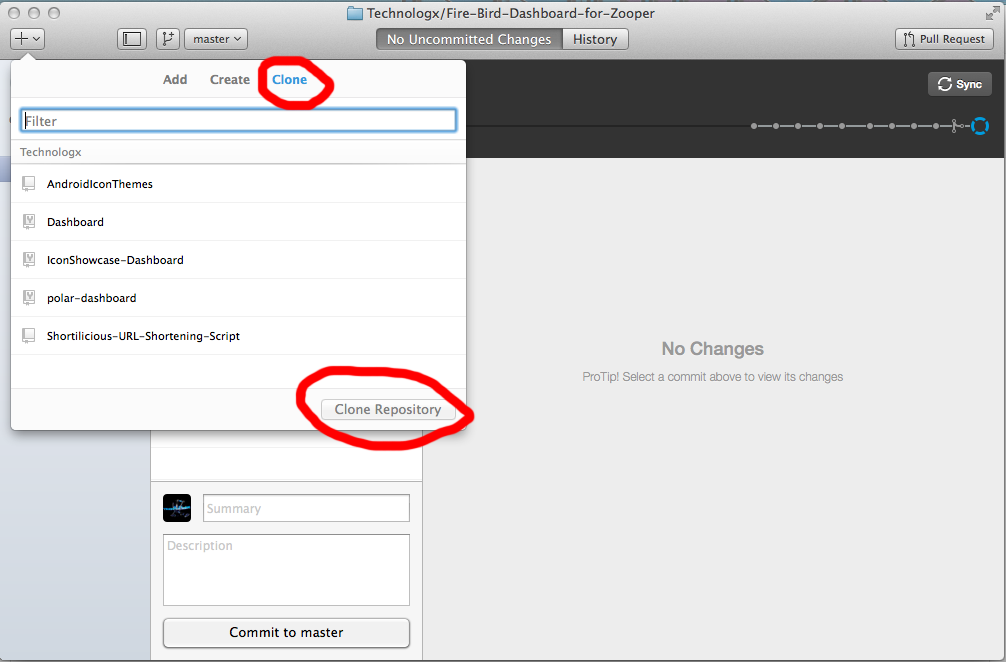 Technologx/Fire-Bird-Dashboard-for-Zooper
master
No Uncommitted Changes
History
Pull Request
Add
Create
Clone
Sync
Filter
Technologx
AndroidIconThemes
Dashboard
IconShowcase-Dashboard
polar-dashboard
Shortilicious-URL-Shortening-Script
Clone Repository
No Changes
ProTip! Select a commit above to view its changes
Summary
Description
Commit to master